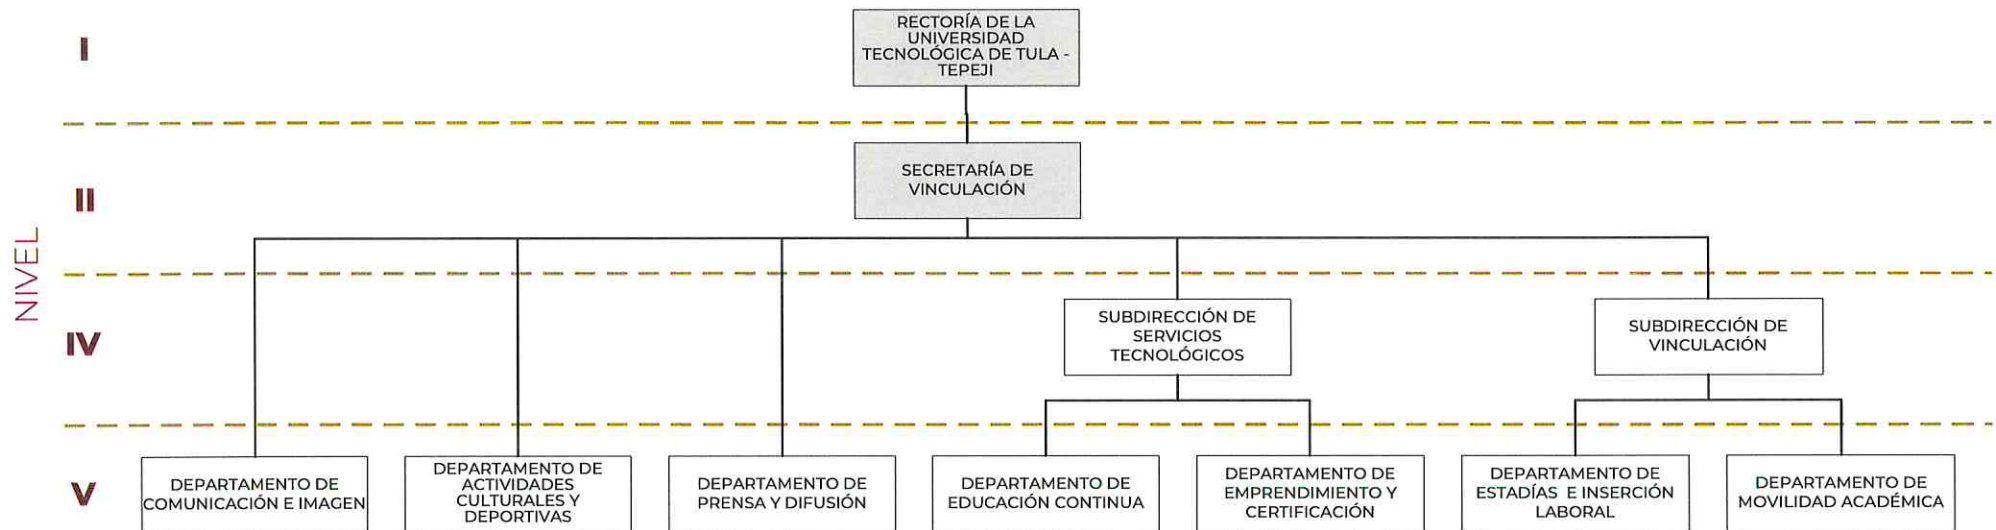 I
RECTORÍA DE LA
UNIVERSIDAD
TECNOLÓGICA DE TULA -
TEPEJI
NIVEL
II
SECRETARÍA DE
VINCULACIÓN
IV
SUBDIRECCIÓN DE
SERVICIOS
TECNOLÓGICOS
SUBDIRECCIÓN DE
VINCULACIÓN
V
DEPARTAMENTO DE
COMUNICACIÓN E IMAGEN
DEPARTAMENTO DE
ACTIVIDADES
CULTURALES Y
DEPORTIVAS
DEPARTAMENTO DE
PRENSA Y DIFUSIÓN
DEPARTAMENTO DE
EDUCACIÓN CONTINUA
DEPARTAMENTO DE
EMPRENDIMIENTO Y
CERTIFICACIÓN
DEPARTAMENTO DE
ESTADÍAS E INSERCIÓN
LABORAL
DEPARTAMENTO DE
MOVILIDAD ACADÉMICA